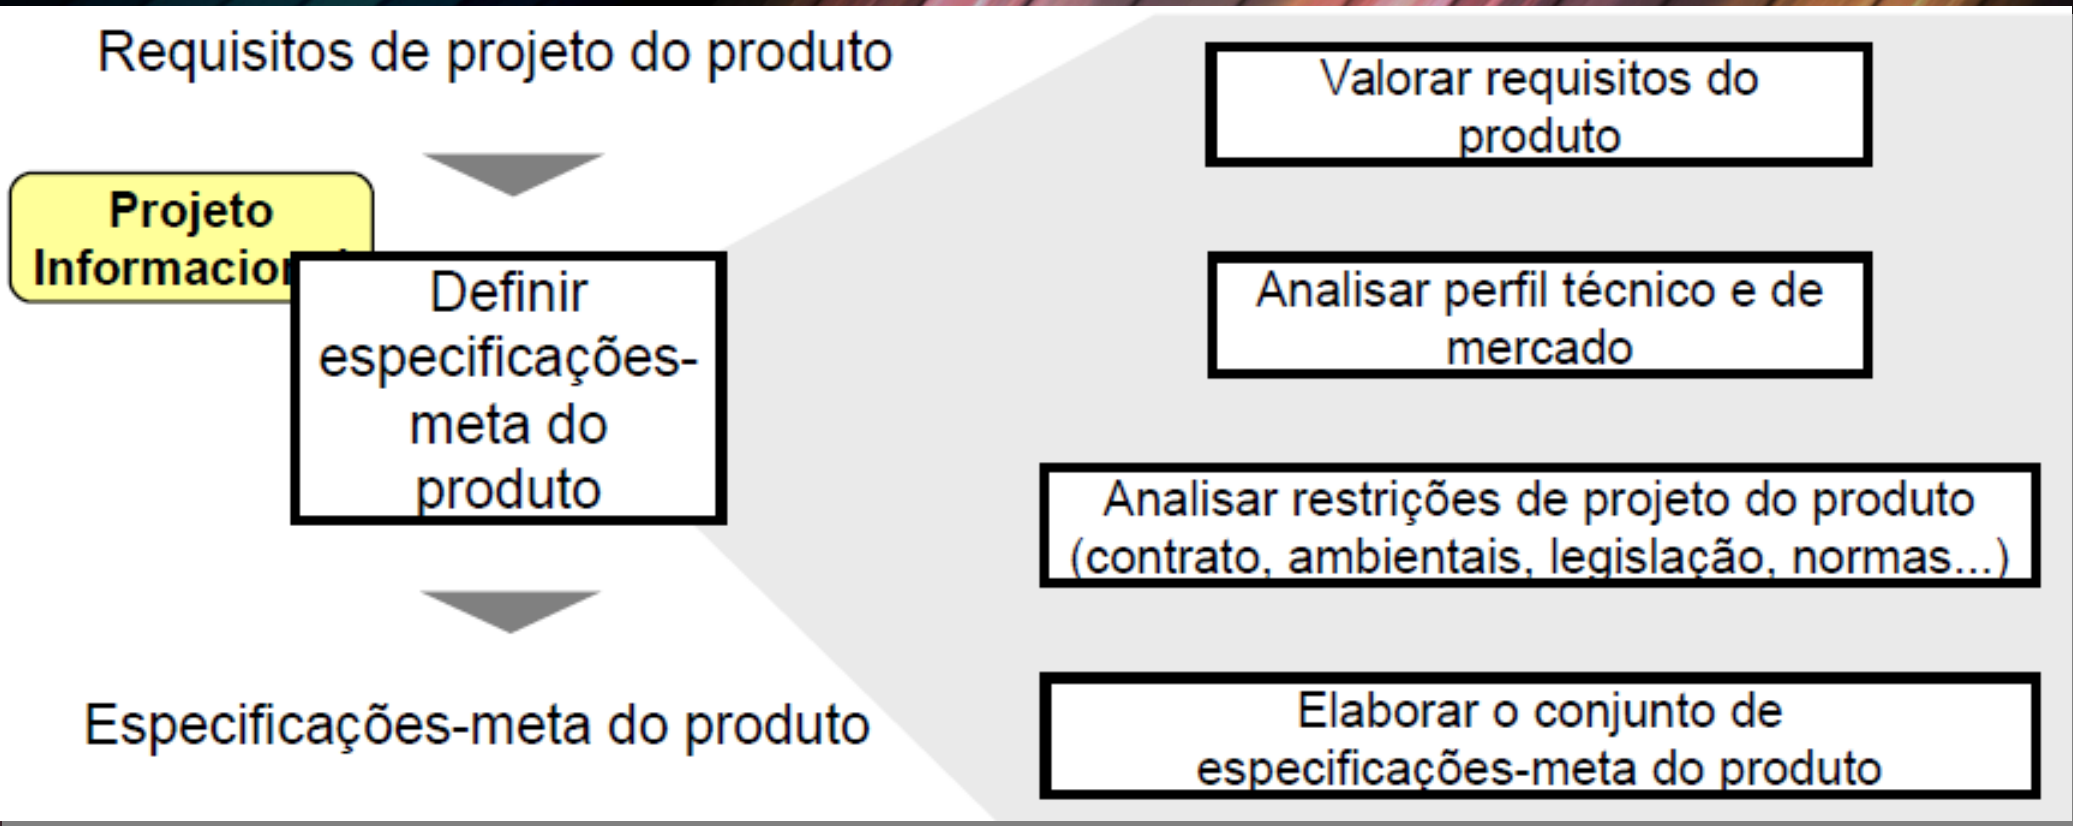 Requisitos de projeto do produto
Projeto
Definir
especificações-
meta do
produto
Especificações-meta do produto
Valorar requisitos do
produto
Analisar perfil técnico e de
mercado
Analisar restrições de projeto do produto
(contrato, ambientais, legislação, normas...)
Elaborar o conjunto de
especificações-meta do produto